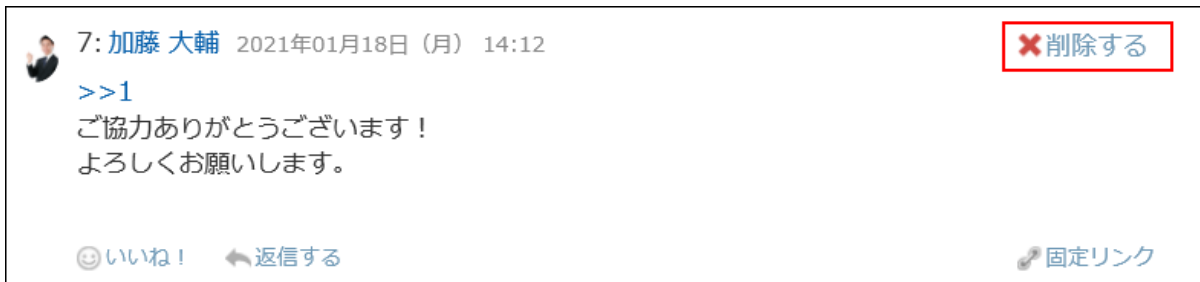 7: 加藤 大輔 2021年01月18日（月） 14:12 削除する
>>1
ご協力ありがとうございます！
よろしくお願いします。
いいね！ 返信する 固定リンク